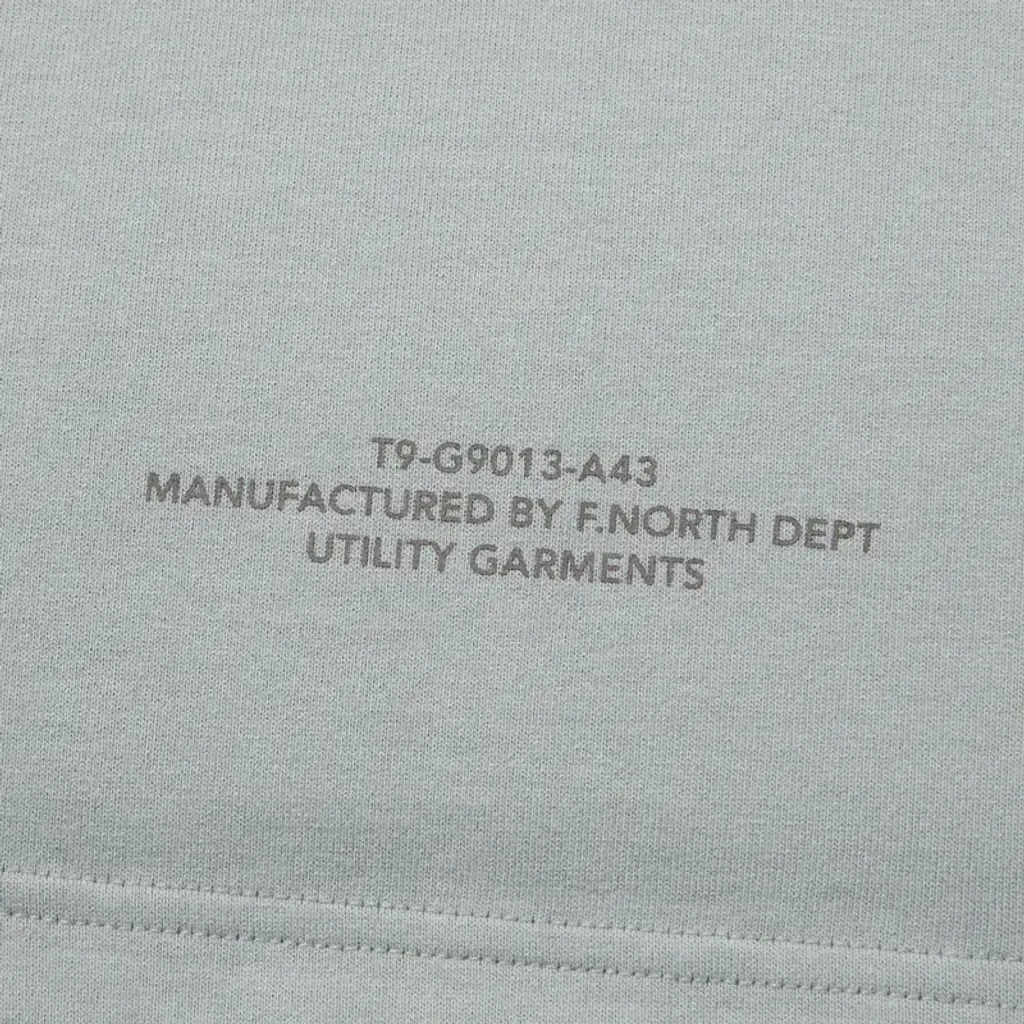 T9-G9013-A43
MANUFACTURED BY F.NORTH DEPT
UTILITY GARMENTS